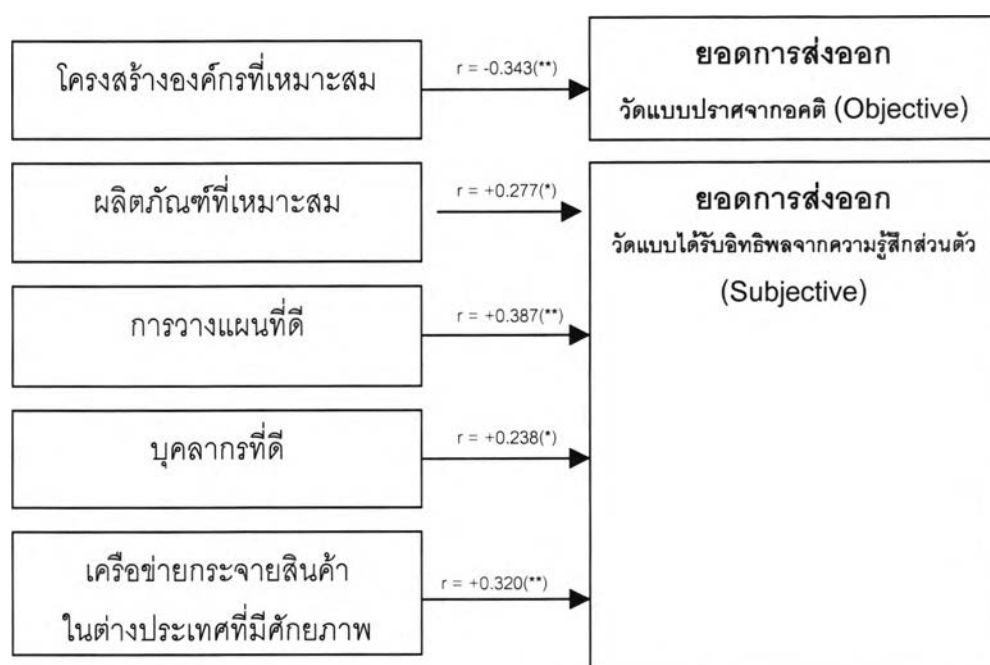 โครงสร้างองค์กรที่เหมาะสม
r = -0.343(**)
ยอดการส่งออก
วัดแบบปราศจากอคติ (Objective)
ผลิตภัณฑ์ที่เหมาะสม
r = +0.277(*)
ยอดการส่งออก
วัดแบบได้รับอิทธิพลจากความรู้สึกส่วนตัว
(Subjective)
การวางแผนที่ดี
r = +0.387(**)
บุคลากรที่ดี
r = +0.238(*)
เครือข่ายกระจายสินค้า
ในต่างประเทศที่มีศักยภาพ
r = +0.320(**)